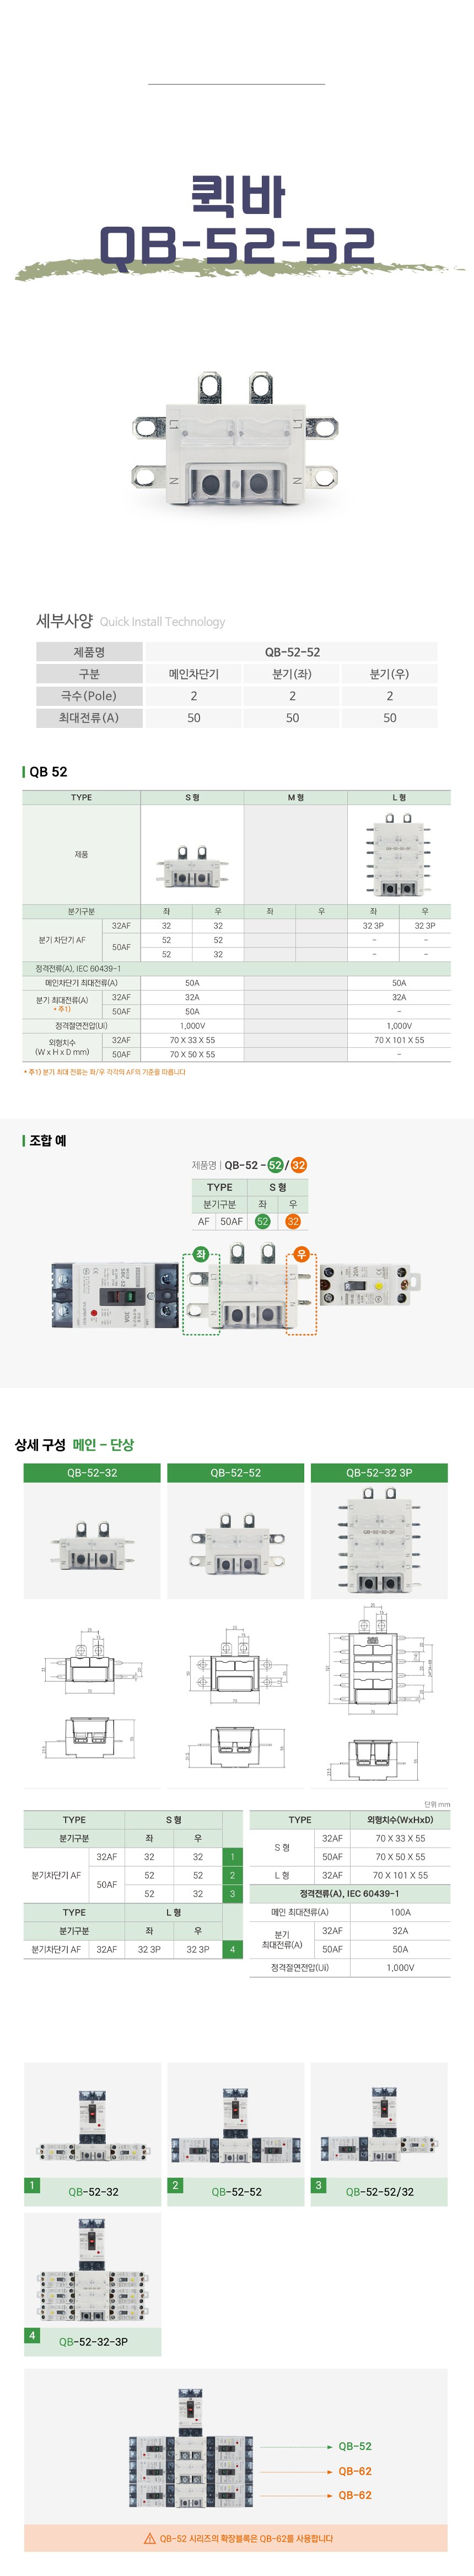 퀵바
QB-52-52
L1 L1
N N
세부사양 Quick Install Technology
제품명 QB-52-52
구분 메인차단기 분기(좌) 분기(우)
극수(Pole) 2 2 2
최대전류(A) 50 50 50
QB 52
TYPE S 형 M 형 L 형
제품
분기구분 좌 우 좌 우 좌 우
분기 차단기 AF 32AF 32 32 32 3P 32 3P
50AF 52 52 - -
52 32 - -
정격전류(A), IEC 60439-1
메인차단기 최대전류(A) 50A 50A
분기 최대전류(A) 32AF 32A 32A
* 주1) 50AF 50A -
정격절연전압(Ui) 1,000V 1,000V
외형치수 32AF 70 X 33 X 55 70 X 101 X 55
(W x H x D mm) 50AF 70 X 50 X 55 -
* 주1) 분기 최대 전류는 좌/우 각각의 AF의 기준을 따릅니다
조합 예
제품명 | QB-52 - 52 / 32
TYPE S 형
분기구분 좌 우
AF 50AF 52 32
좌 우
상세 구성 메인 - 단상
QB-52-32 QB-52-52 QB-52-32 3P
단위 mm
TYPE S 형
분기구분 좌 우
분기차단기 AF 32AF 32 32 1
50AF 52 52 2
52 32 3
TYPE L 형
분기구분 좌 우
분기차단기 AF 32AF 32 3P 32 3P 4
TYPE 외형치수(WxHxD)
S 형 32AF 70 X 33 X 55
50AF 70 X 50 X 55
L 형 32AF 70 X 101 X 55
정격전류(A), IEC 60439-1
메인 최대전류(A) 100A
분기 최대전류(A) 32AF 32A
50AF 50A
정격절연전압(Ui) 1,000V
1 QB-52-32
2 QB-52-52
3 QB-52-52/32
4 QB-52-32-3P
QB-52
QB-62
QB-62
QB-52 시리즈의 확장블록은 QB-62를 사용합니다